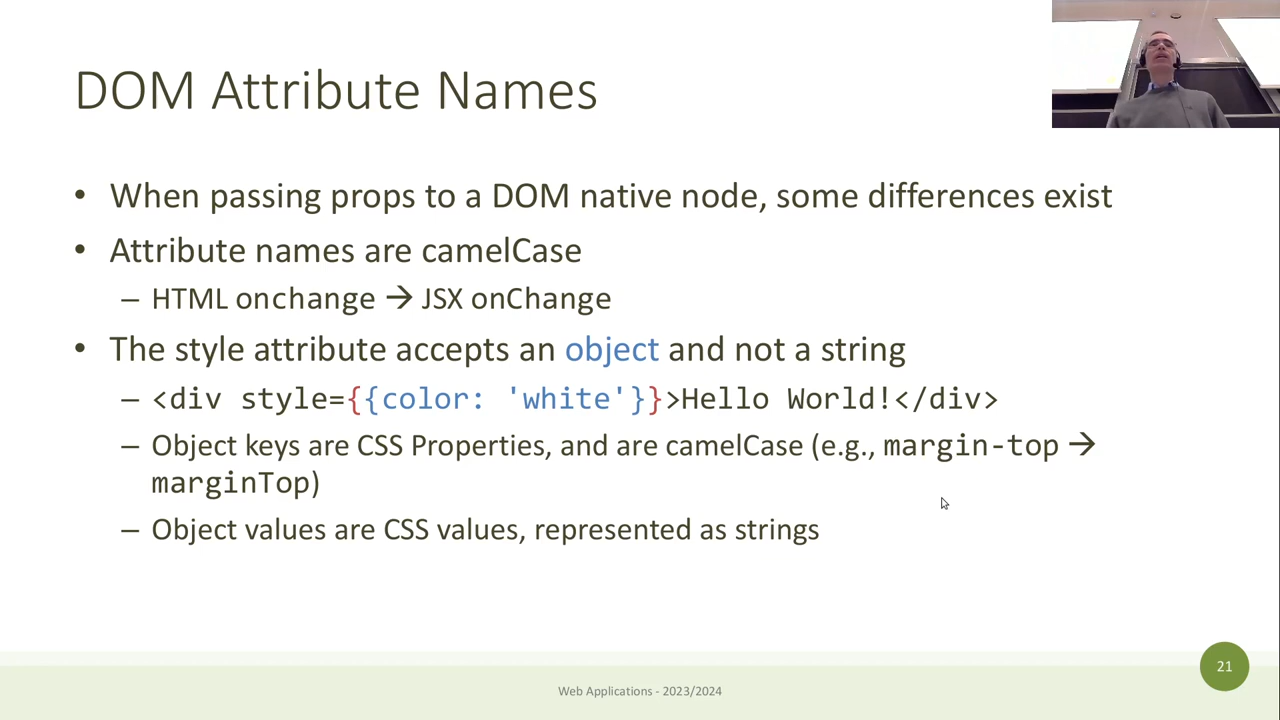 DOM Attribute Names
• When passing props to a DOM native node, some differences exist
• Attribute names are camelCase
– HTML onchange → JSX onChange
• The style attribute accepts an object and not a string
– <div style={{color: 'white'}}>Hello World!</div>
– Object keys are CSS Properties, and are camelCase (e.g., margin-top →
marginTop)
– Object values are CSS values, represented as strings
21
Web Applications - 2023/2024